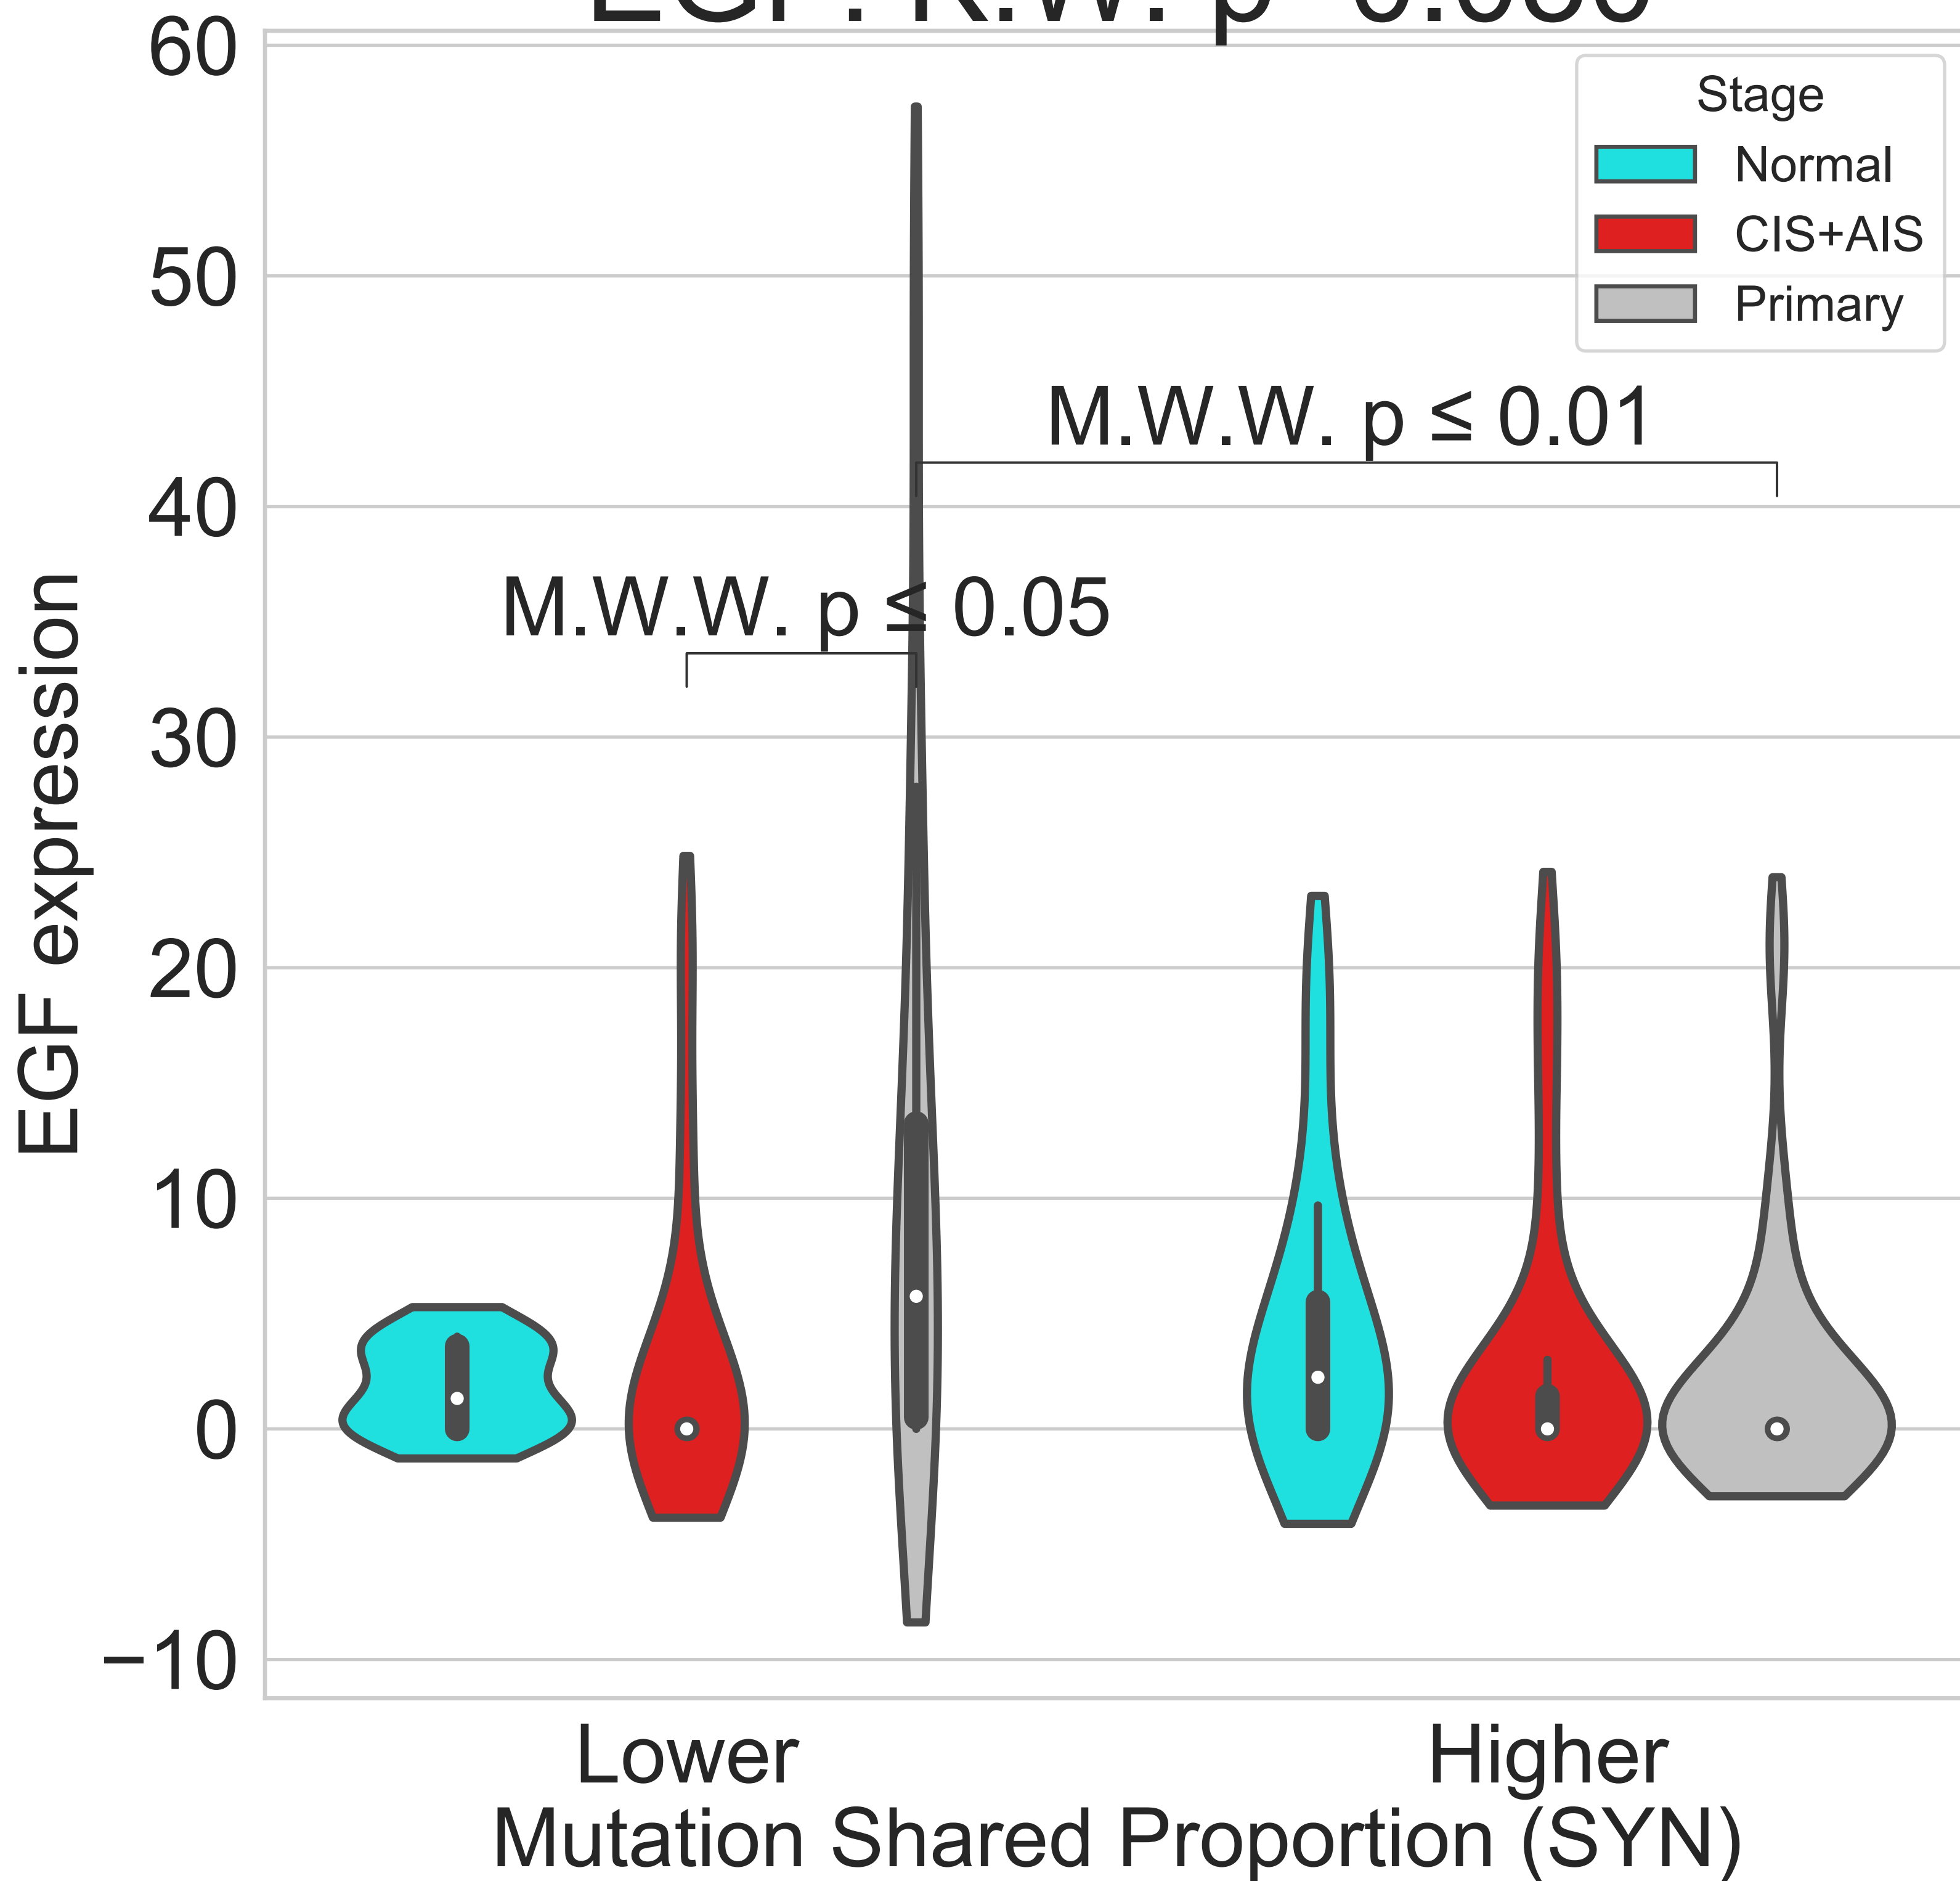 60
50
40
30
20
10
0
−10
EGF expression
Stage
Normal
CIS+AIS
Primary
M.W.W. p ≤ 0.01
M.W.W. p ≤ 0.05
Lower
Higher
Mutation Shared Proportion (SYN)